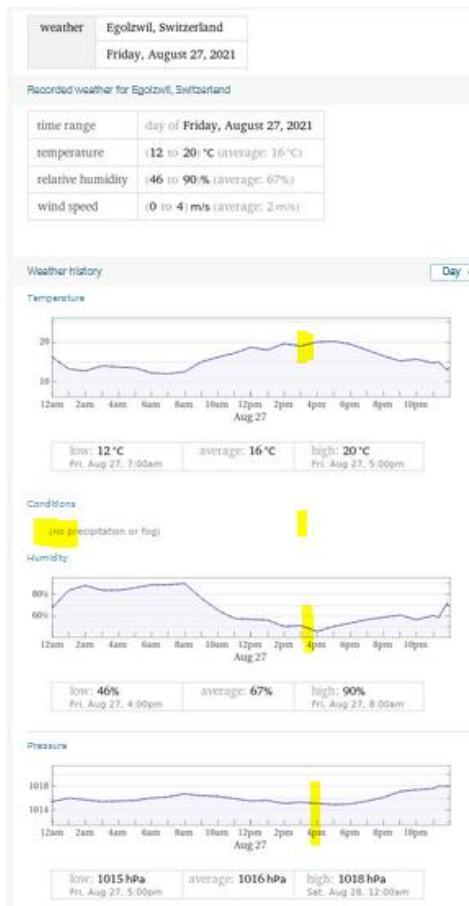 weather Egolzwil, Switzerland
Friday, August 27, 2021
Recorded weather for Egolzwil, Switzerland
time range day of Friday, August 27, 2021
temperature (12 to 20) °C (average: 16 °C)
relative humidity (46 to 90)% (average: 67%)
wind speed (0 to 4) m/s (average: 2 m/s)
Weather history Day
Temperature
20
10
12am 2am 4am 6am 8am 10am 12pm 2pm 4pm 6pm 8pm 10pm
Aug 27
low: 12 °C average: 16 °C high: 20 °C
Fri, Aug 27, 7:00am Fri, Aug 27, 5:00pm
Conditions
(no precipitation or fog)
Humidity
80%
60%
12am 2am 4am 6am 8am 10am 12pm 2pm 4pm 6pm 8pm 10pm
Aug 27
low: 46% average: 67% high: 90%
Fri, Aug 27, 4:00pm Fri, Aug 27, 8:00am
Pressure
1018
1014
12am 2am 4am 6am 8am 10am 12pm 2pm 4pm 6pm 8pm 10pm
Aug 27
low: 1015 hPa average: 1016 hPa high: 1018 hPa
Fri, Aug 27, 5:00pm Sat, Aug 28, 12:00am